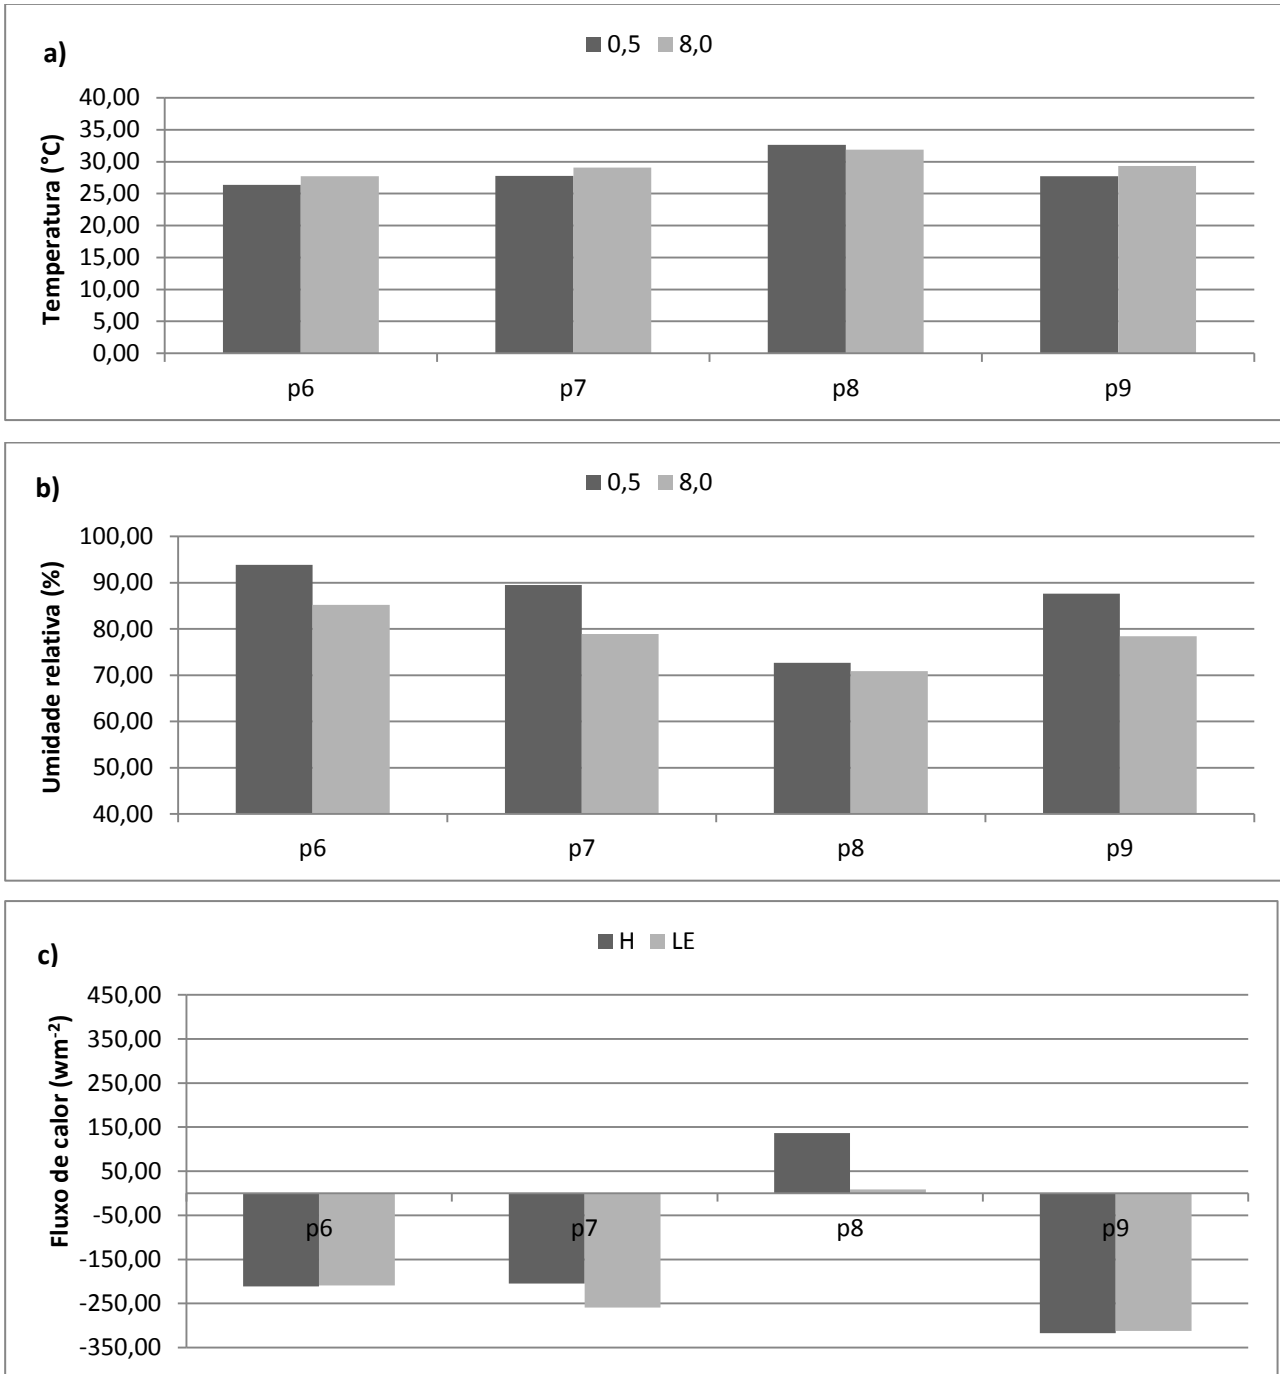 a)
0,5 8,0
Temperatura (°C)
40,00
35,00
30,00
25,00
20,00
15,00
10,00
5,00
0,00
p6 p7 p8 p9
b)
0,5 8,0
Umidade relativa (%)
100,00
90,00
80,00
70,00
60,00
50,00
40,00
p6 p7 p8 p9
c)
H LE
Fluxo de calor (wm⁻²)
450,00
350,00
250,00
150,00
50,00
-50,00
-150,00
-250,00
-350,00
p6 p7 p8 p9